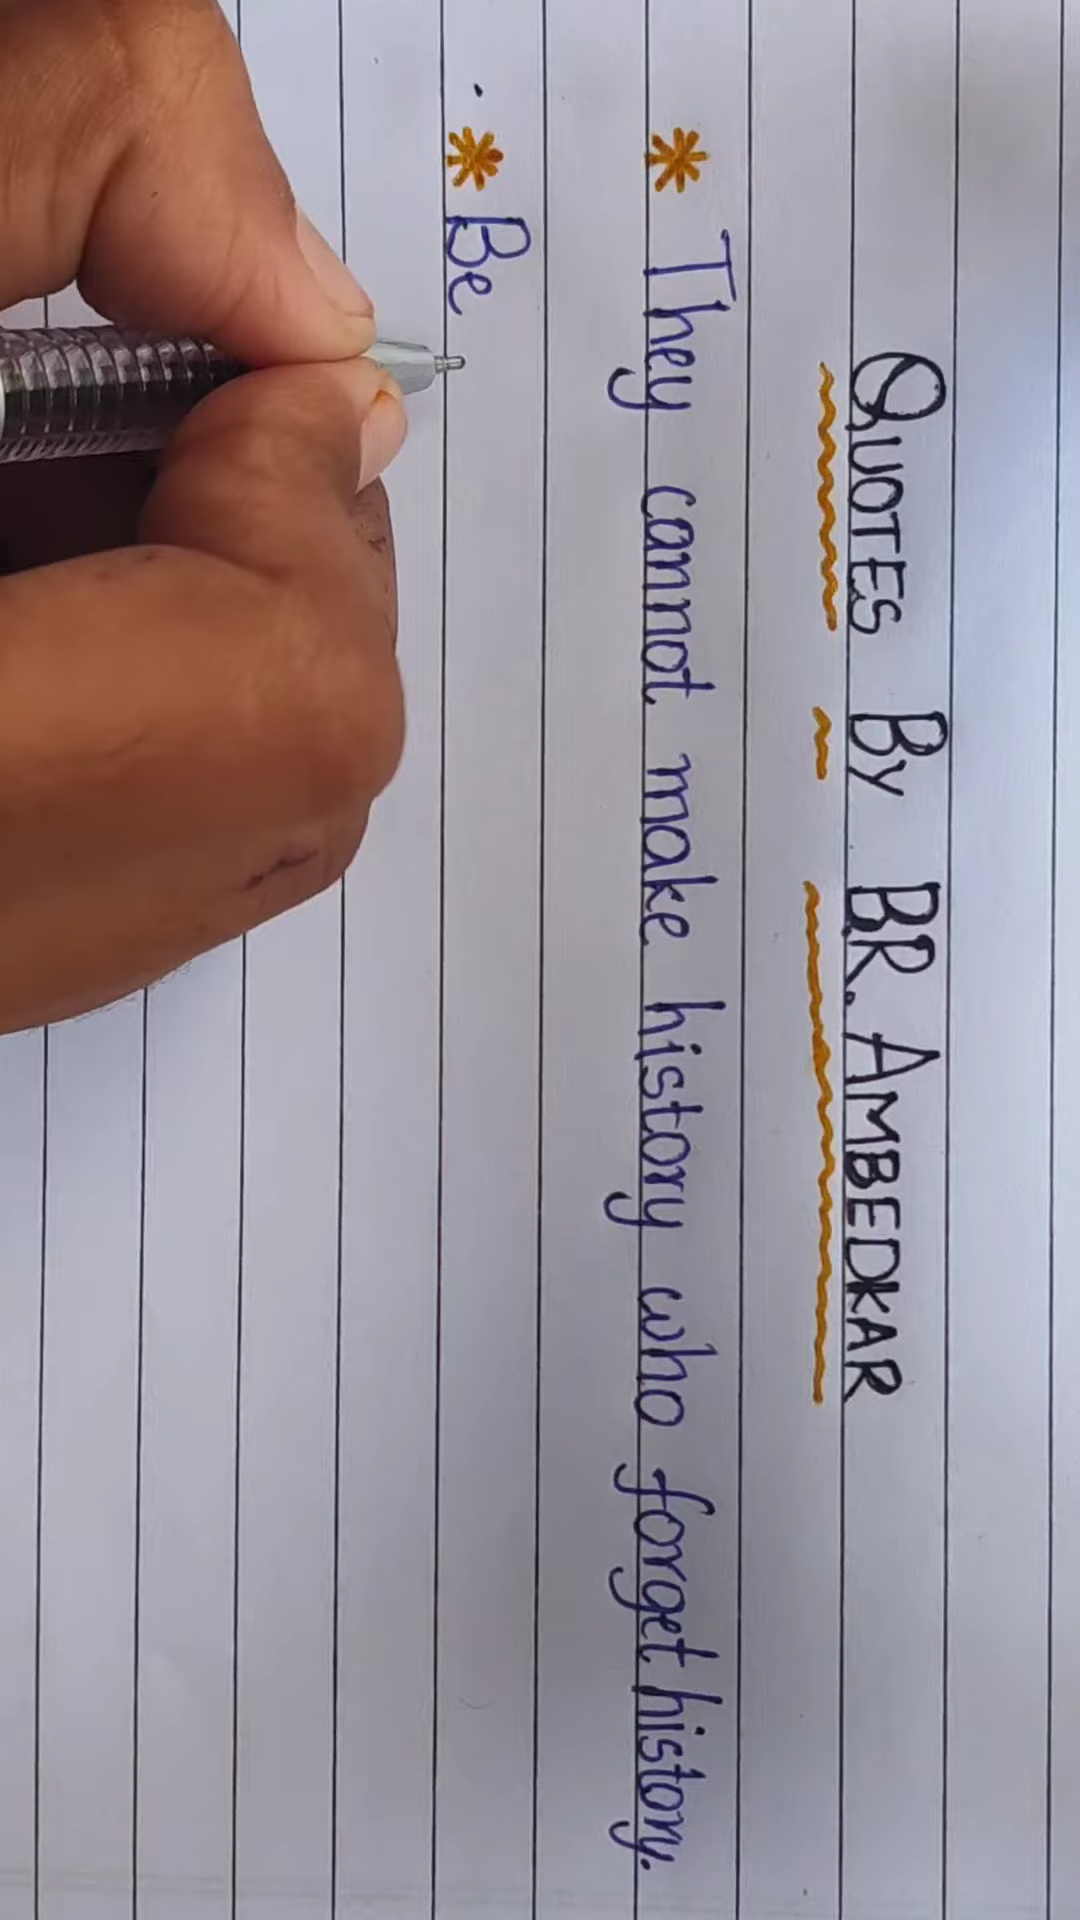 QUOTES BY BR. AMBEDKAR
* They cannot make history who forget history.
* Be